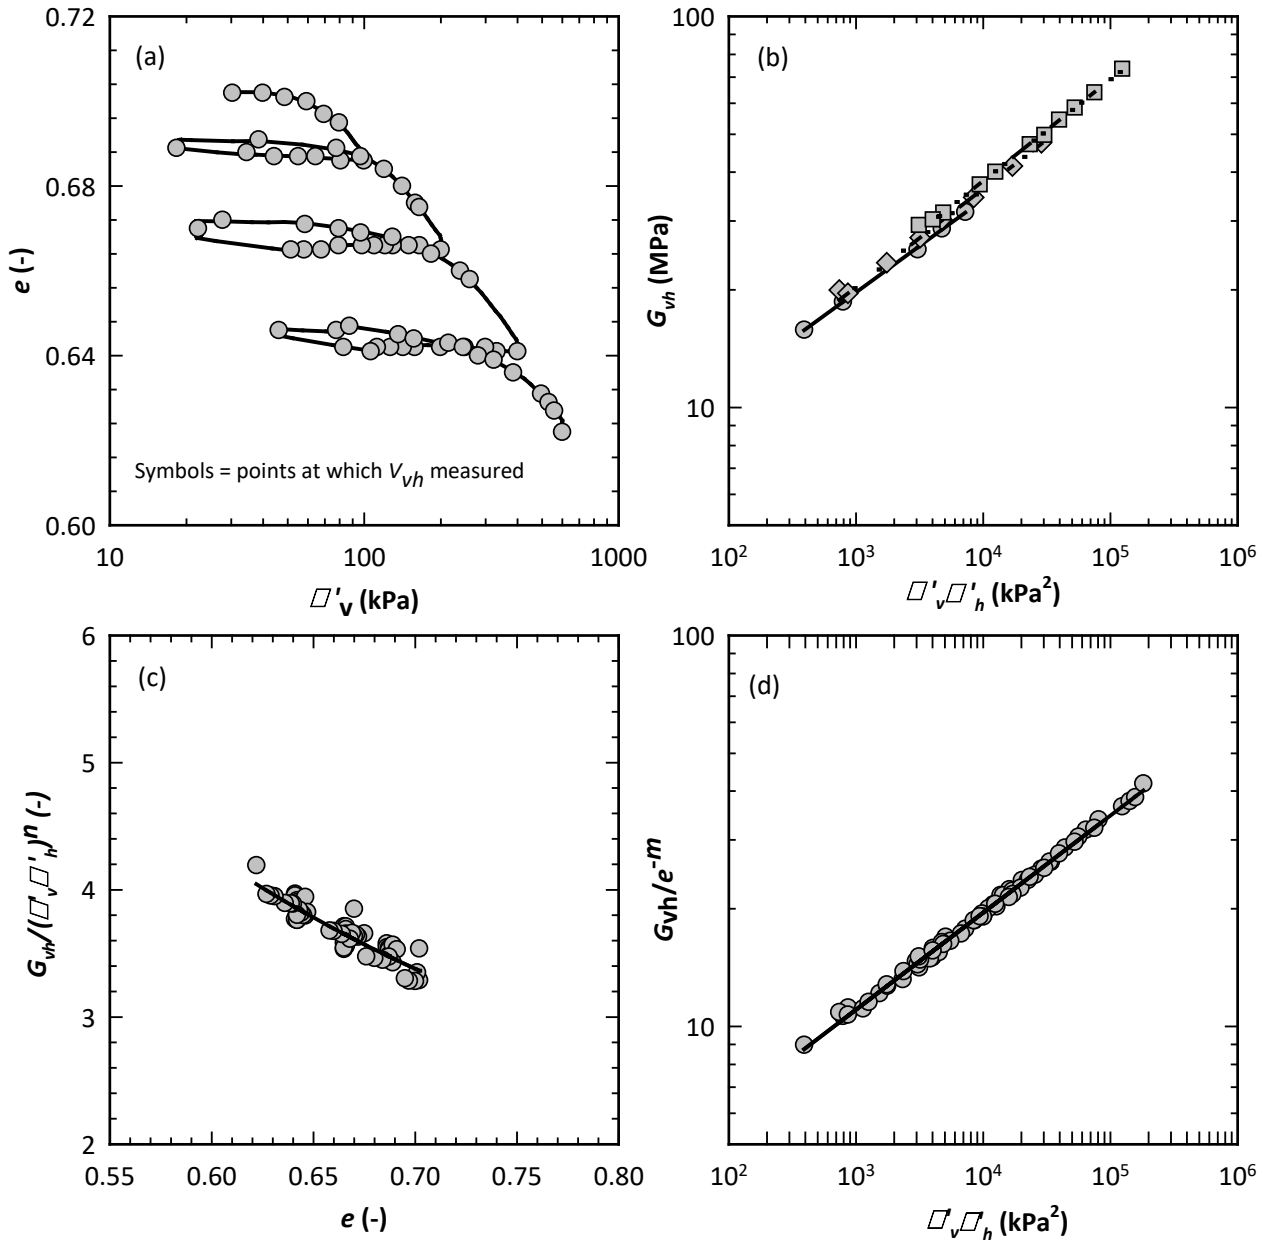 (a)
0.72
0.68
0.64
0.60
e (-)
Symbols = points at which Vvh measured
10 100 1000
□'v (kPa)
(b)
100
10
Gvh (MPa)
10² 10³ 10⁴ 10⁵ 10⁶
□'v□'h (kPa²)
(c)
6
5
4
3
2
Gvh/(□'v□'h)ⁿ (-)
0.55 0.60 0.65 0.70 0.75 0.80
e (-)
(d)
100
10
Gvh/e⁻ᵐ
10² 10³ 10⁴ 10⁵ 10⁶
□'v□'h (kPa²)